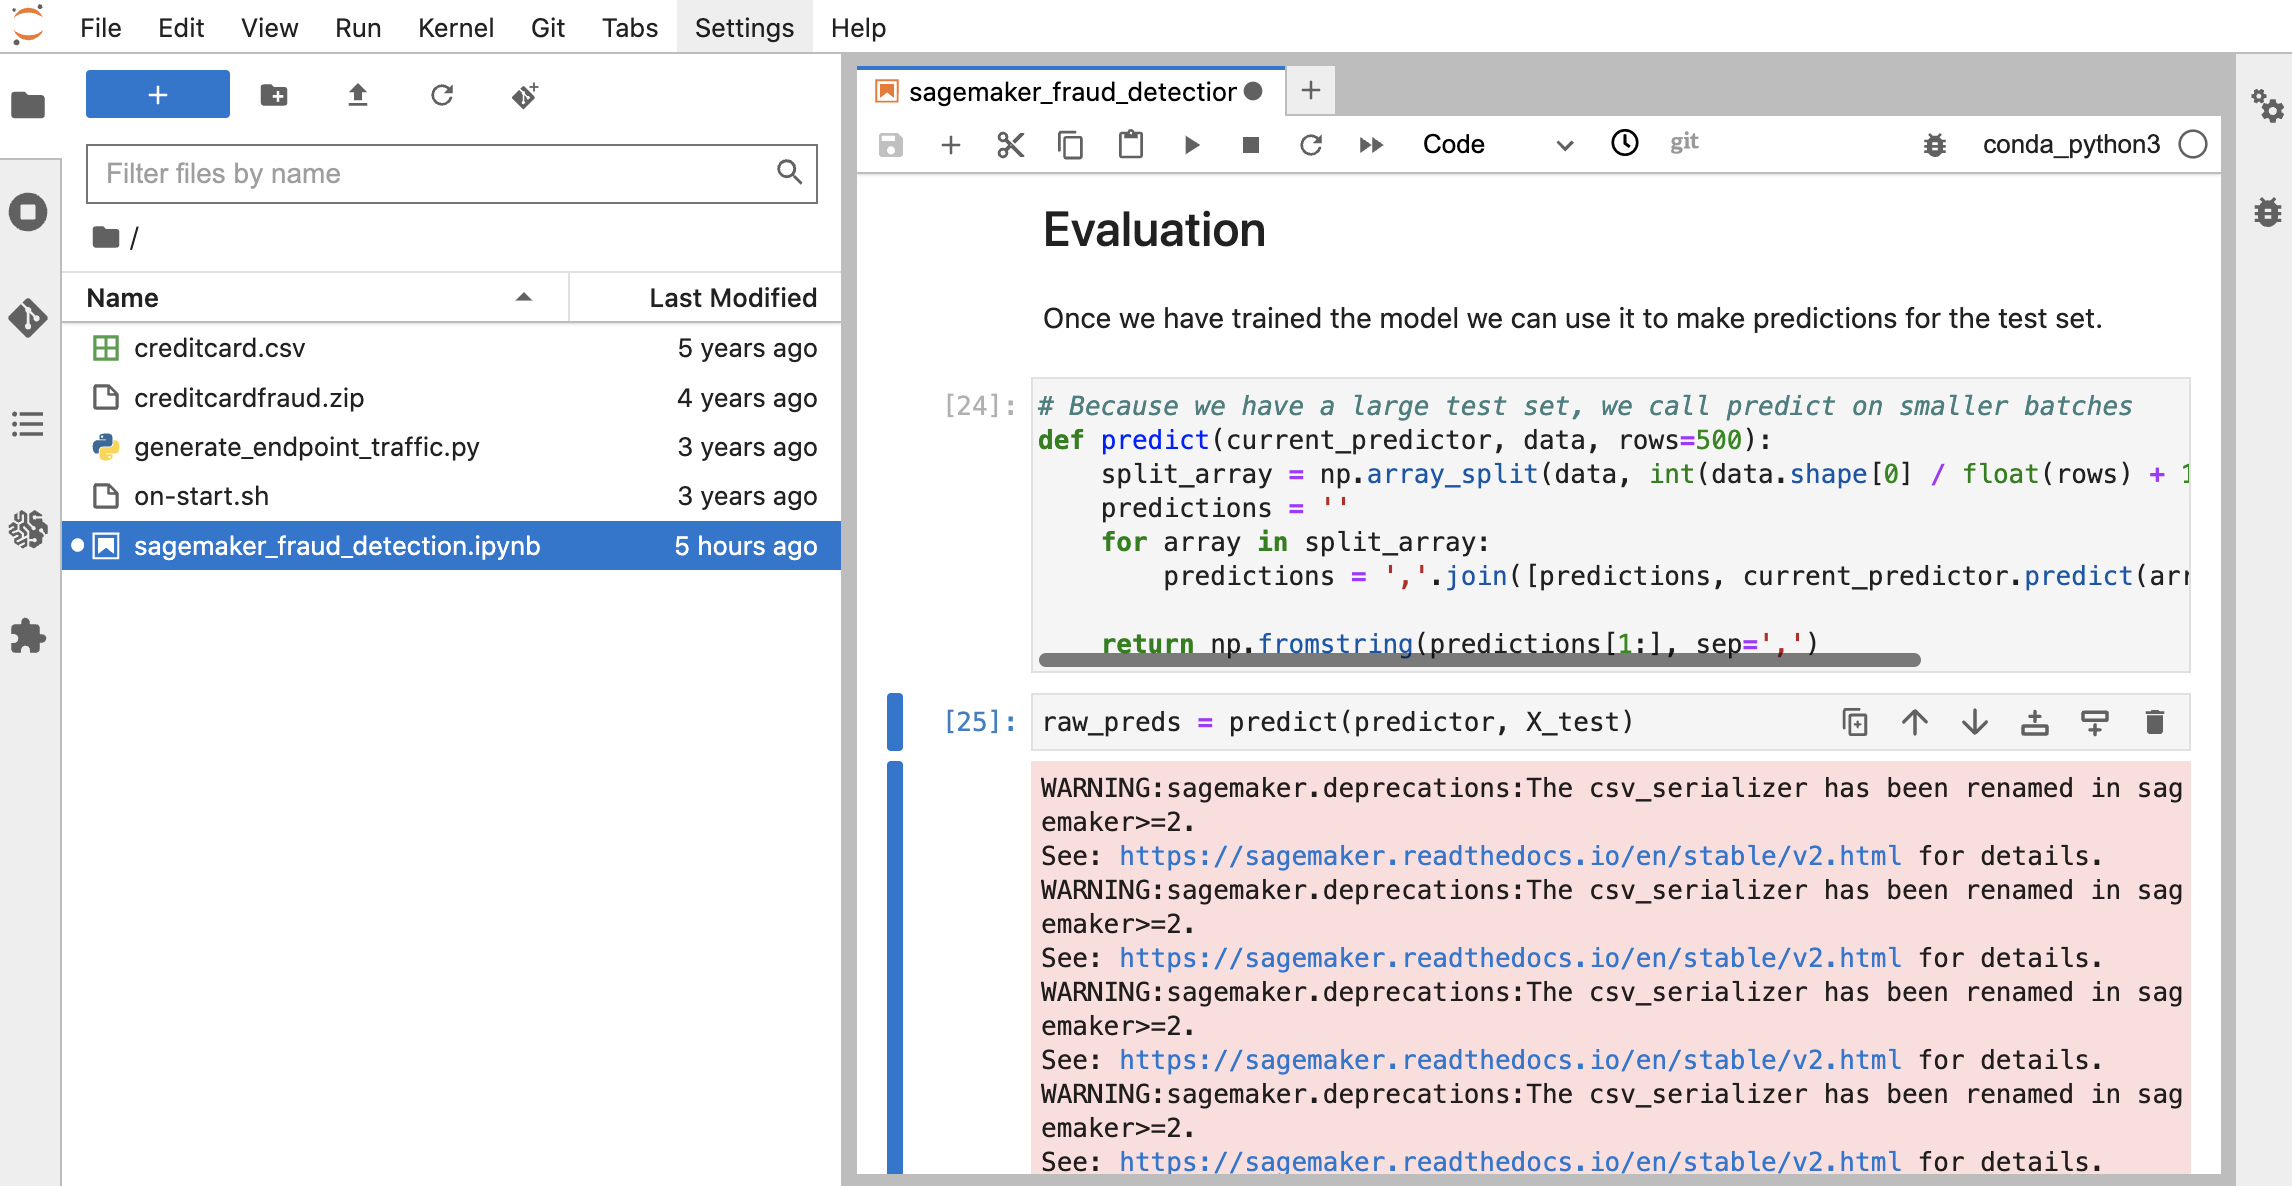 File Edit View Run Kernel Git Tabs Settings Help
Filter files by name
/
Name Last Modified
creditcard.csv 5 years ago
creditcardfraud.zip 4 years ago
generate_endpoint_traffic.py 3 years ago
on-start.sh 3 years ago
sagemaker_fraud_detection.ipynb 5 hours ago
sagemaker_fraud_detection
Code git conda_python3
Evaluation
Once we have trained the model we can use it to make predictions for the test set.
[24]: # Because we have a large test set, we call predict on smaller batches
def predict(current_predictor, data, rows=500):
    split_array = np.array_split(data, int(data.shape[0] / float(rows) + 1
    predictions = ''
    for array in split_array:
        predictions = ','.join([predictions, current_predictor.predict(arr
    return np.fromstring(predictions[1:], sep=',')
[25]: raw_preds = predict(predictor, X_test)
WARNING:sagemaker.deprecations:The csv_serializer has been renamed in sag
emaker>=2.
See: https://sagemaker.readthedocs.io/en/stable/v2.html for details.
WARNING:sagemaker.deprecations:The csv_serializer has been renamed in sag
emaker>=2.
See: https://sagemaker.readthedocs.io/en/stable/v2.html for details.
WARNING:sagemaker.deprecations:The csv_serializer has been renamed in sag
emaker>=2.
See: https://sagemaker.readthedocs.io/en/stable/v2.html for details.
WARNING:sagemaker.deprecations:The csv_serializer has been renamed in sag
emaker>=2.
See: https://sagemaker.readthedocs.io/en/stable/v2.html for details.